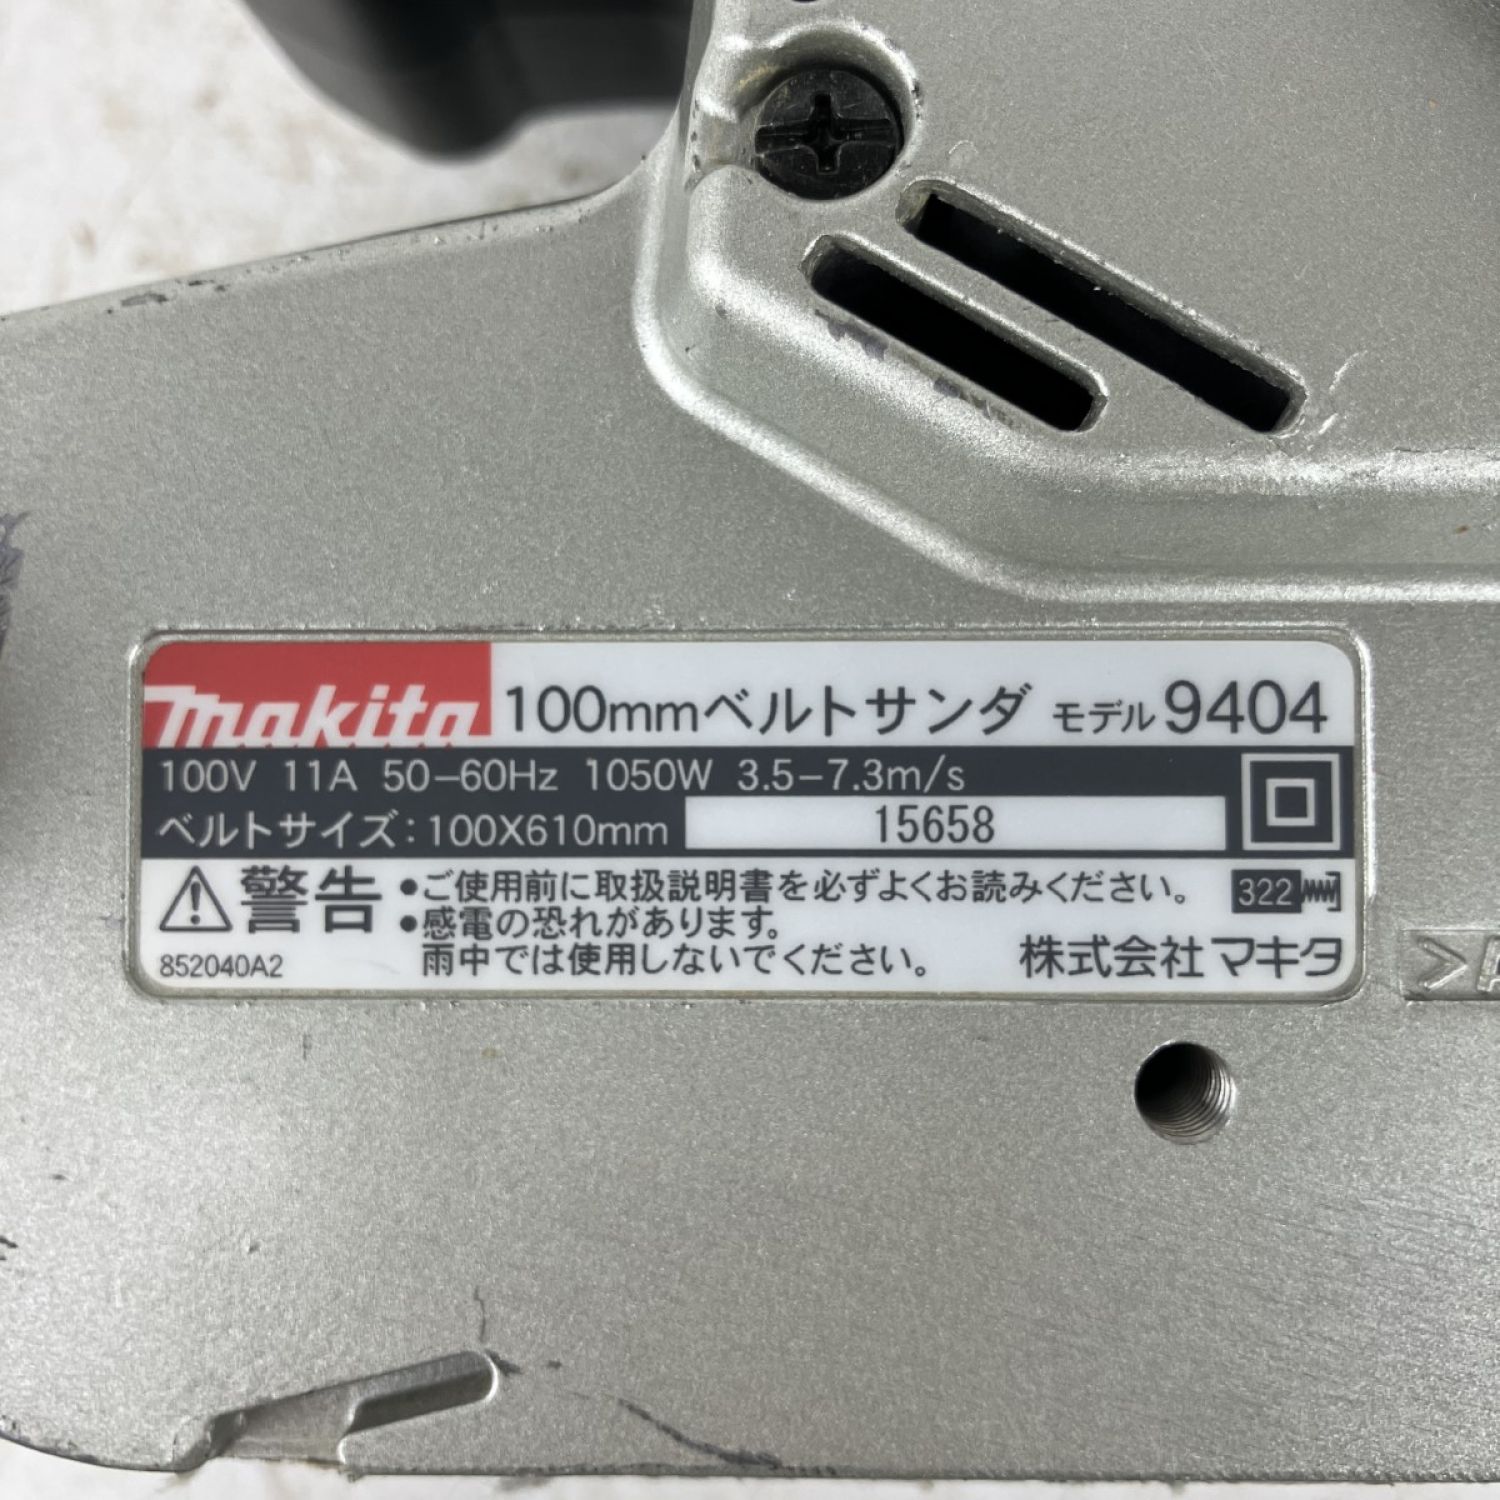 makita 100mmベルトサンダ モデル 9404
100V 11A 50-60Hz 1050W 3.5-7.3m/s
ベルトサイズ：100X610mm 15658
警告 ●ご使用前に取扱説明書を必ずよくお読みください。 322
●感電の恐れがあります。
雨中では使用しないでください。
852040A2 株式会社マキタ